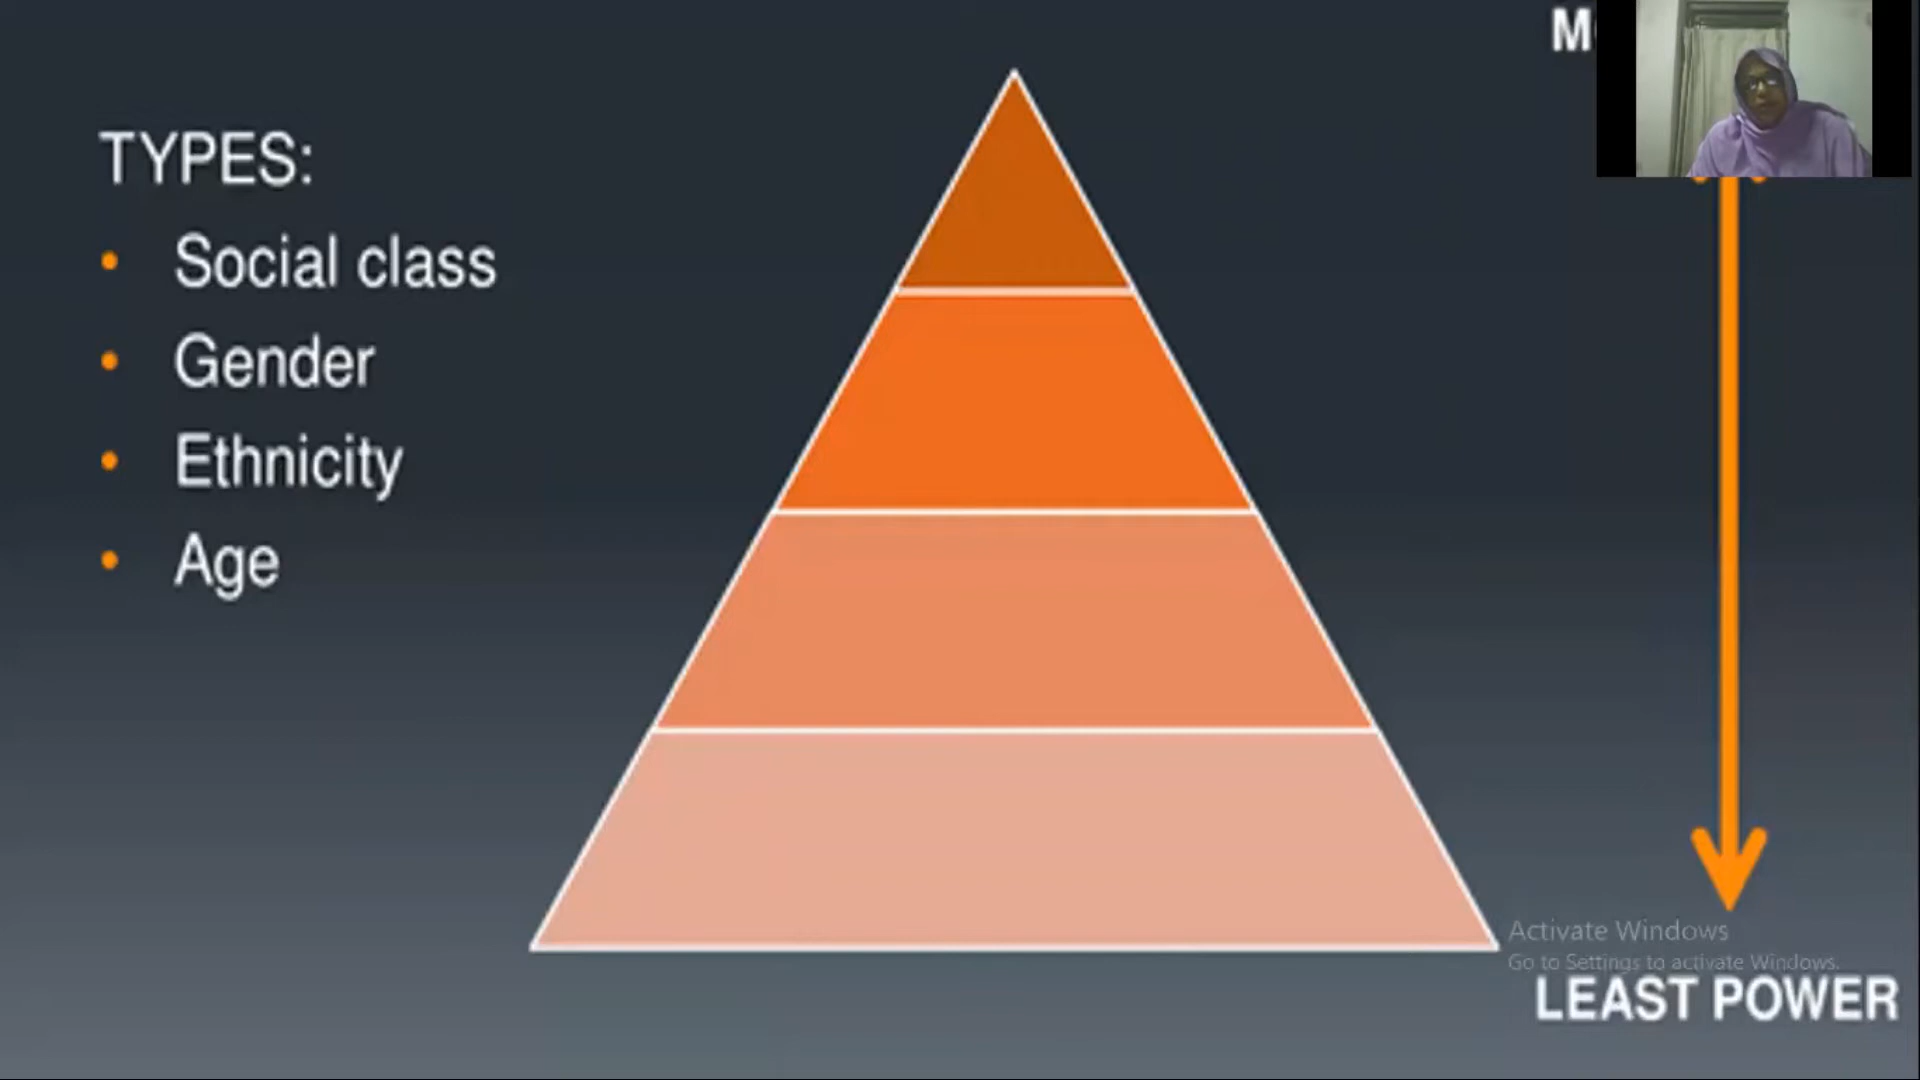 TYPES:
• Social class
• Gender
• Ethnicity
• Age
Activate Windows
Go to Settings to activate Windows.
LEAST POWER